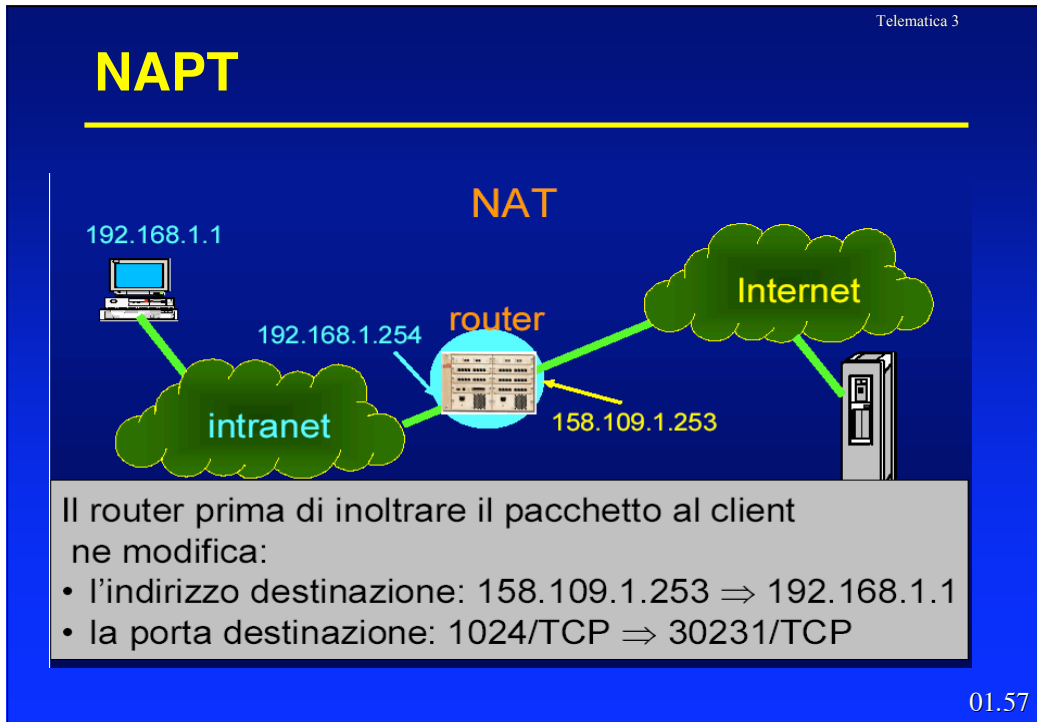 Telematica 3
NAPT
NAT
192.168.1.1
Internet
router
192.168.1.254
intranet
158.109.1.253
Il router prima di inoltrare il pacchetto al client
ne modifica:
• l'indirizzo destinazione: 158.109.1.253 ⇒ 192.168.1.1
• la porta destinazione: 1024/TCP ⇒ 30231/TCP
01.57